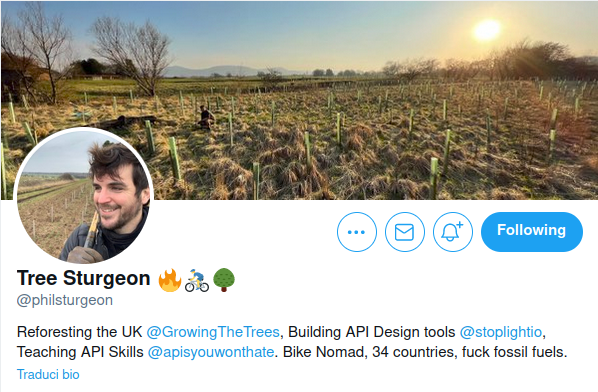 Following
Tree Sturgeon 🔥🚴🌳
@philsturgeon
Reforesting the UK @GrowingTheTrees, Building API Design tools @stoplightio,
Teaching API Skills @apisyouwonthate. Bike Nomad, 34 countries, fuck fossil fuels.
Traduci bio